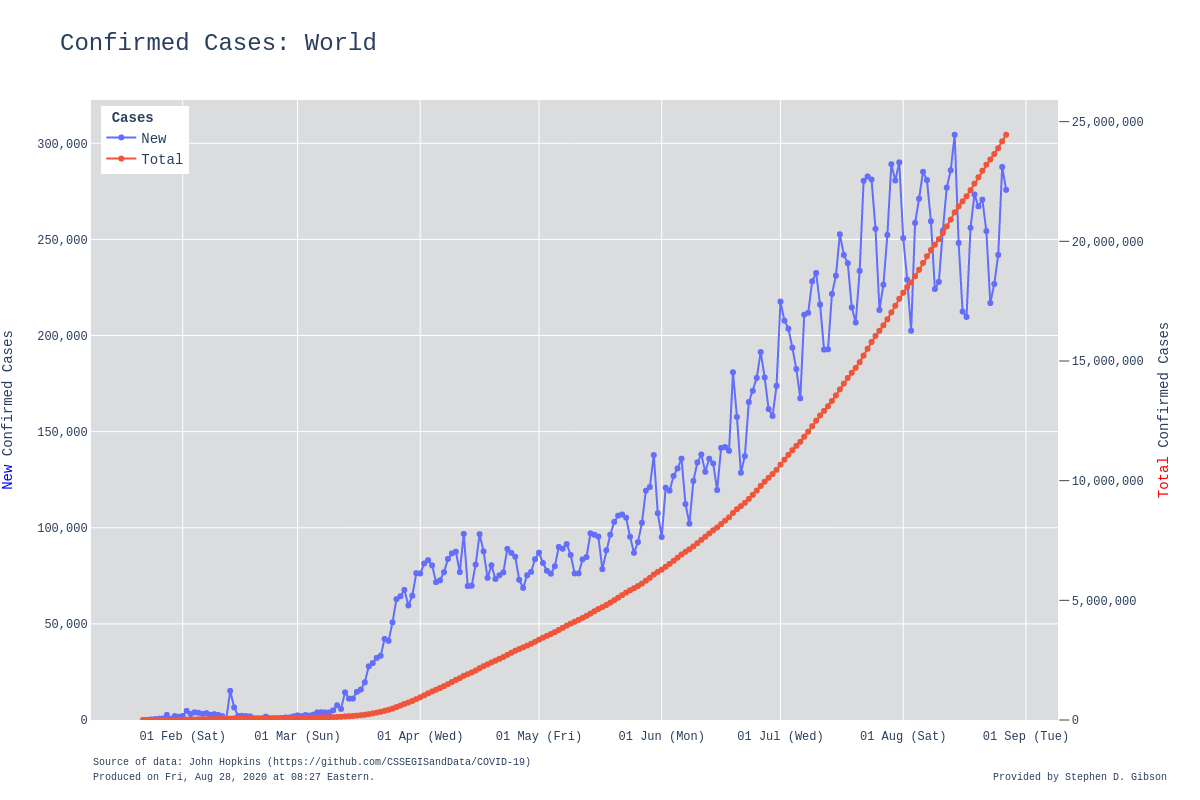 Confirmed Cases: World
Cases
New
Total
300,000
250,000
200,000
150,000
100,000
50,000
0
New Confirmed Cases
25,000,000
20,000,000
15,000,000
10,000,000
5,000,000
0
Total Confirmed Cases
01 Feb (Sat) 01 Mar (Sun) 01 Apr (Wed) 01 May (Fri) 01 Jun (Mon) 01 Jul (Wed) 01 Aug (Sat) 01 Sep (Tue)
Source of data: John Hopkins (https://github.com/CSSEGISandData/COVID-19)
Produced on Fri, Aug 28, 2020 at 08:27 Eastern.
Provided by Stephen D. Gibson